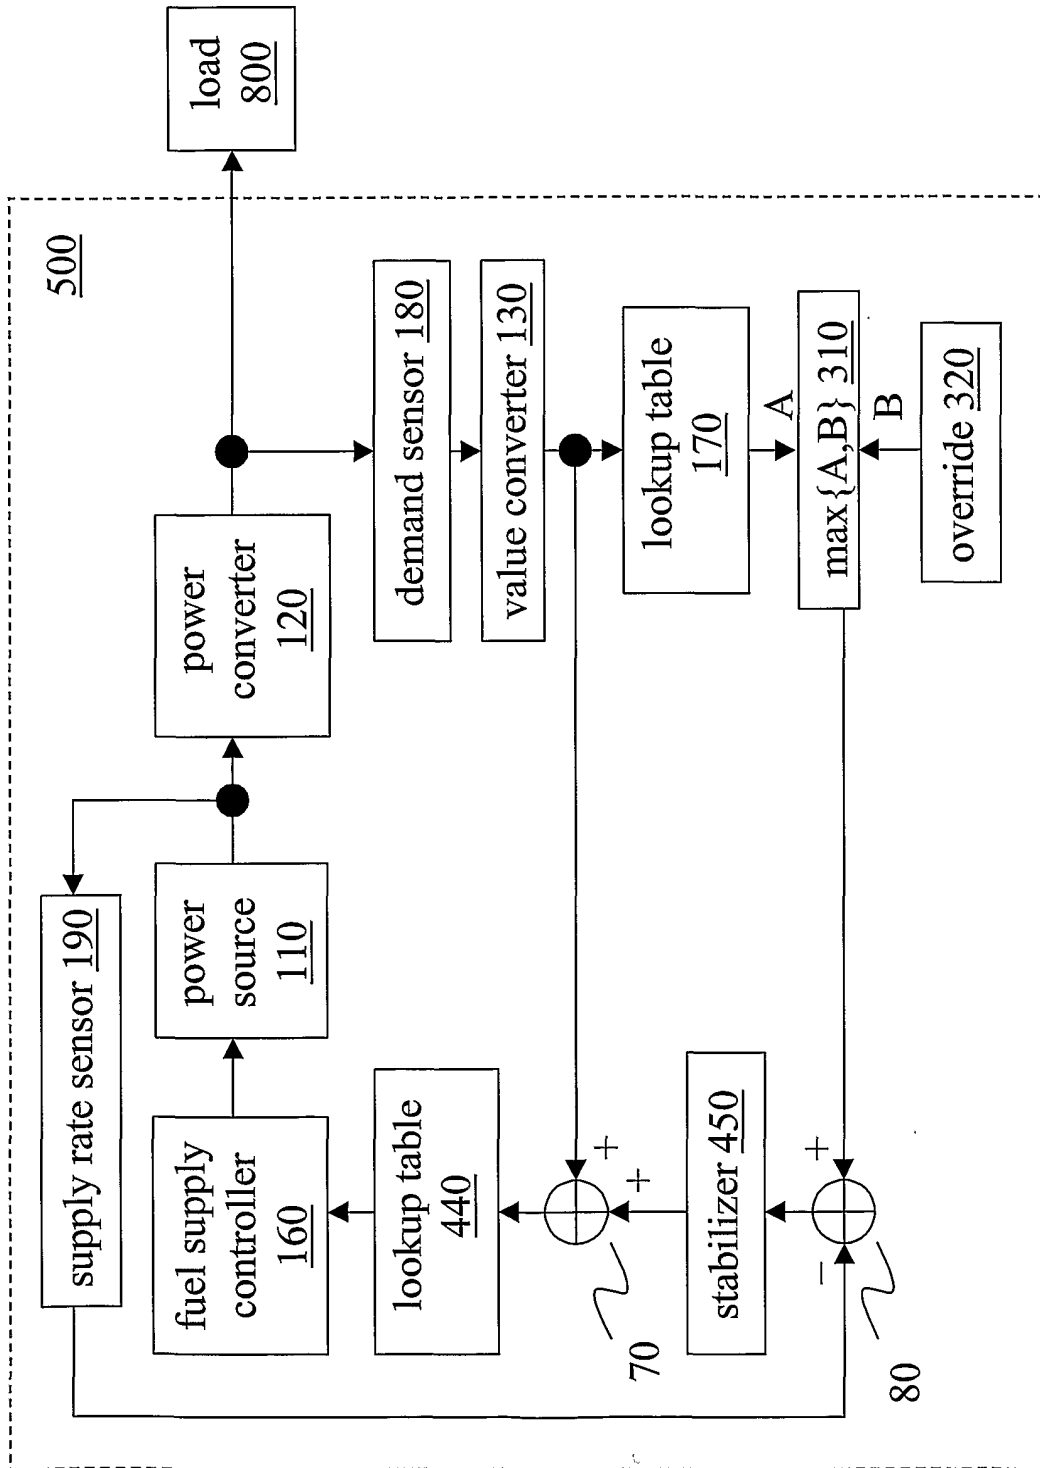 500
supply rate sensor 190
fuel supply
controller
160
power
source
110
power
converter
120
load
800
demand sensor 180
value converter 130
lookup table
440
lookup table
170
+
+
70
A
stabilizer 450
max{A,B} 310
B
+
−
80
override 320